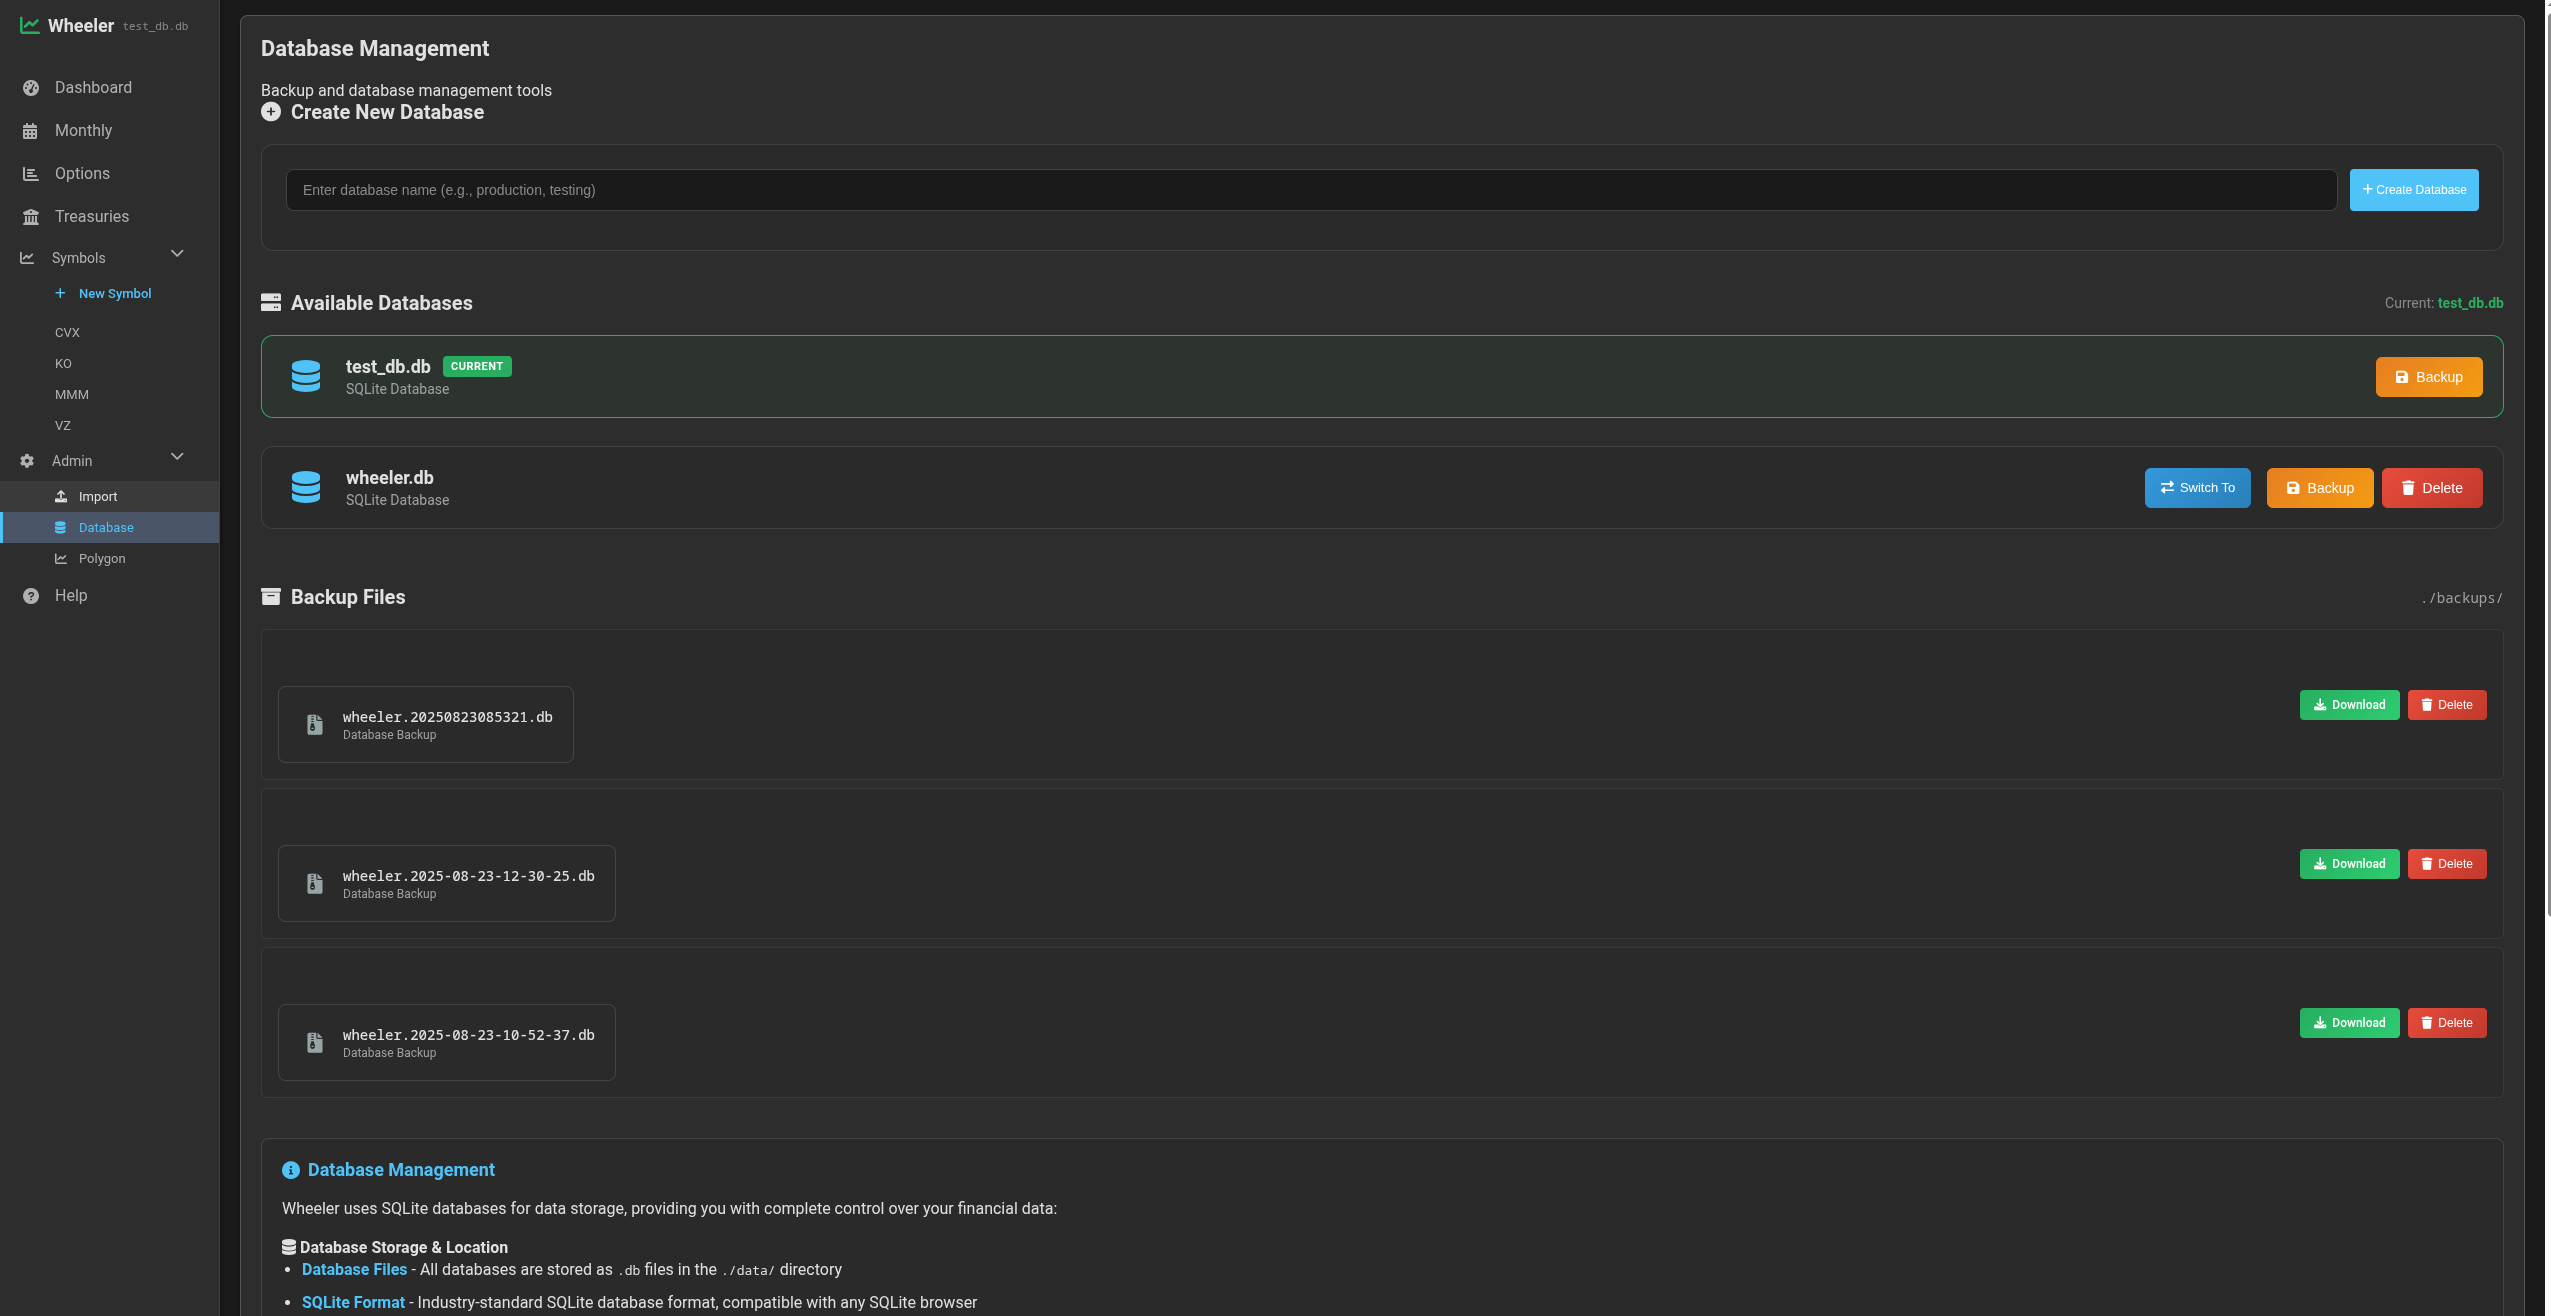 Wheeler test_db.db
Dashboard
Monthly
Options
Treasuries
Symbols
New Symbol
CVX
KO
MMM
VZ
Admin
Import
Database
Polygon
Help
Database Management
Backup and database management tools
Create New Database
Enter database name (e.g., production, testing)
Create Database
Available Databases
Current: test_db.db
test_db.db CURRENT
SQLite Database
Backup
wheeler.db
SQLite Database
Switch To
Backup
Delete
Backup Files
./backups/
wheeler.20250823085321.db
Database Backup
Download
Delete
wheeler.2025-08-23-12-30-25.db
Database Backup
Download
Delete
wheeler.2025-08-23-10-52-37.db
Database Backup
Download
Delete
Database Management
Wheeler uses SQLite databases for data storage, providing you with complete control over your financial data:
Database Storage & Location
• Database Files - All databases are stored as .db files in the ./data/ directory
• SQLite Format - Industry-standard SQLite database format, compatible with any SQLite browser